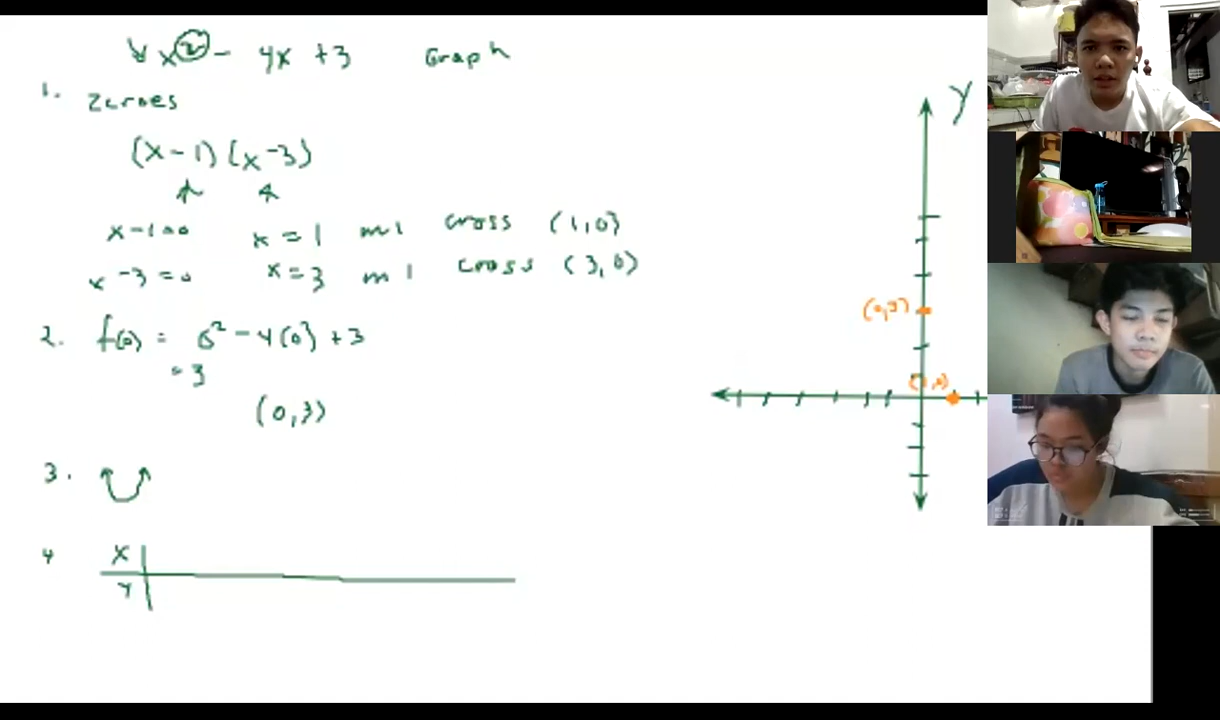 x² - 4x + 3 Graph
1. Zeroes
(x - 1) (x - 3)
x - 1 = 0 x = 1 m 1 cross (1, 0)
x - 3 = 0 x = 3 m 1 cross (3, 0)
2. f(0) = 0² - 4(0) + 3
= 3
(0, 3)
3.
4
X
Y
Y
(0,3)
(1,0)